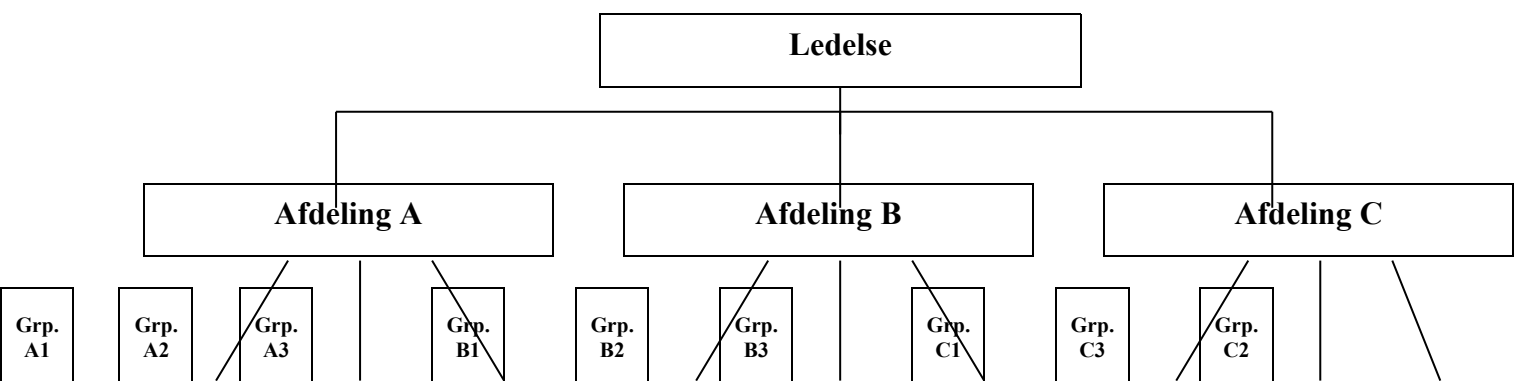 Ledelse
Afdeling A
Afdeling B
Afdeling C
Grp.
A1
Grp.
A2
Grp.
A3
Grp.
B1
Grp.
B2
Grp.
B3
Grp.
C1
Grp.
C3
Grp.
C2